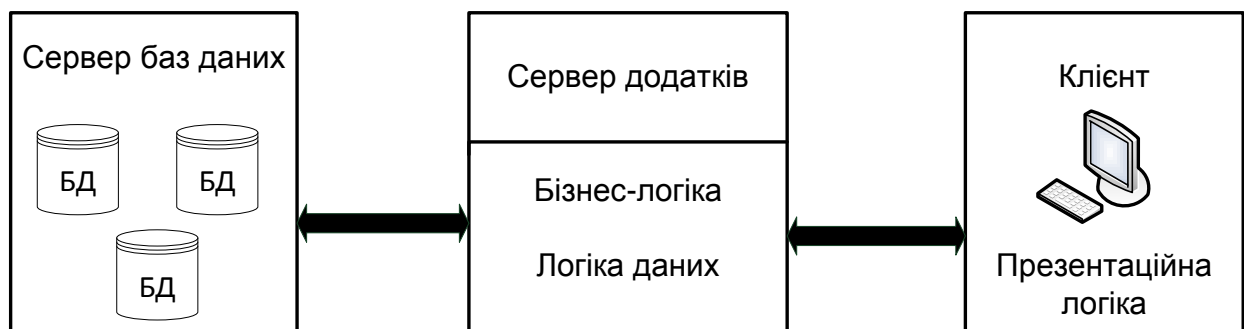 Сервер баз даних
БД
БД
БД
Сервер додатків
Бізнес-логіка
Логіка даних
Клієнт
Презентаційна
логіка